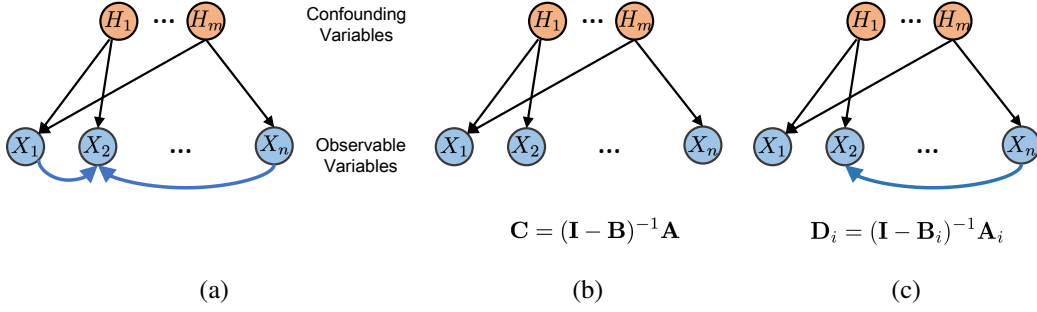 H₁ ... Hₘ
Confounding
Variables
H₁ ... Hₘ
H₁ ... Hₘ
X₁ X₂ ... Xₙ
Observable
Variables
X₁ X₂ ... Xₙ
X₁ X₂ ... Xₙ
C = (I − B)⁻¹A
Dᵢ = (I − Bᵢ)⁻¹Aᵢ
(a)
(b)
(c)